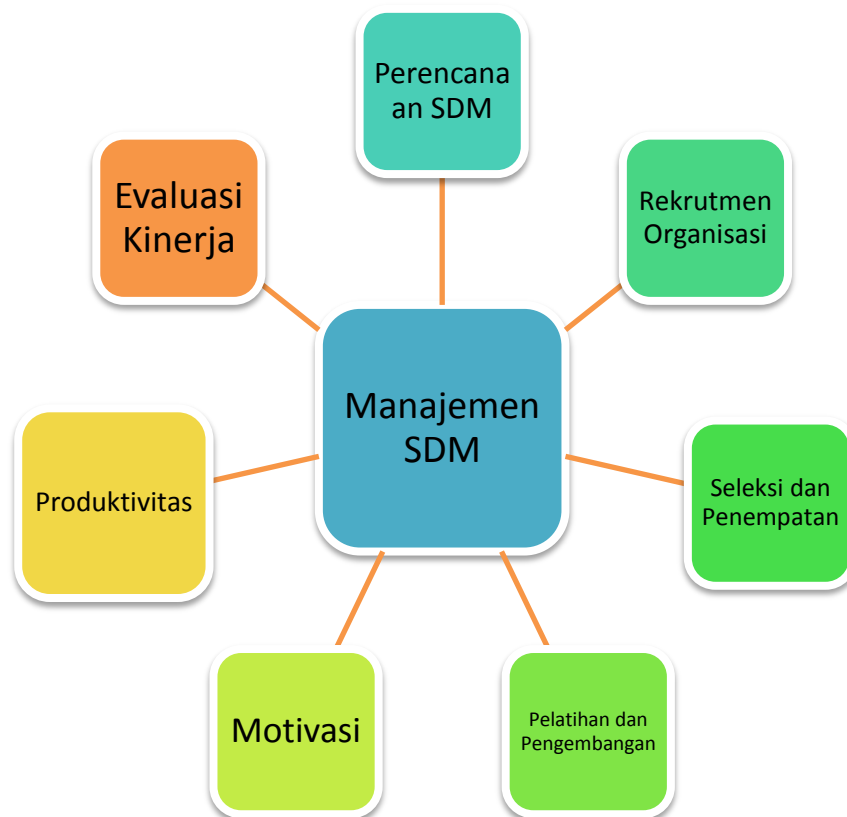 Perencana
an SDM
Evaluasi
Kinerja
Rekrutmen
Organisasi
Manajemen
SDM
Produktivitas
Seleksi dan
Penempatan
Motivasi
Pelatihan dan
Pengembangan